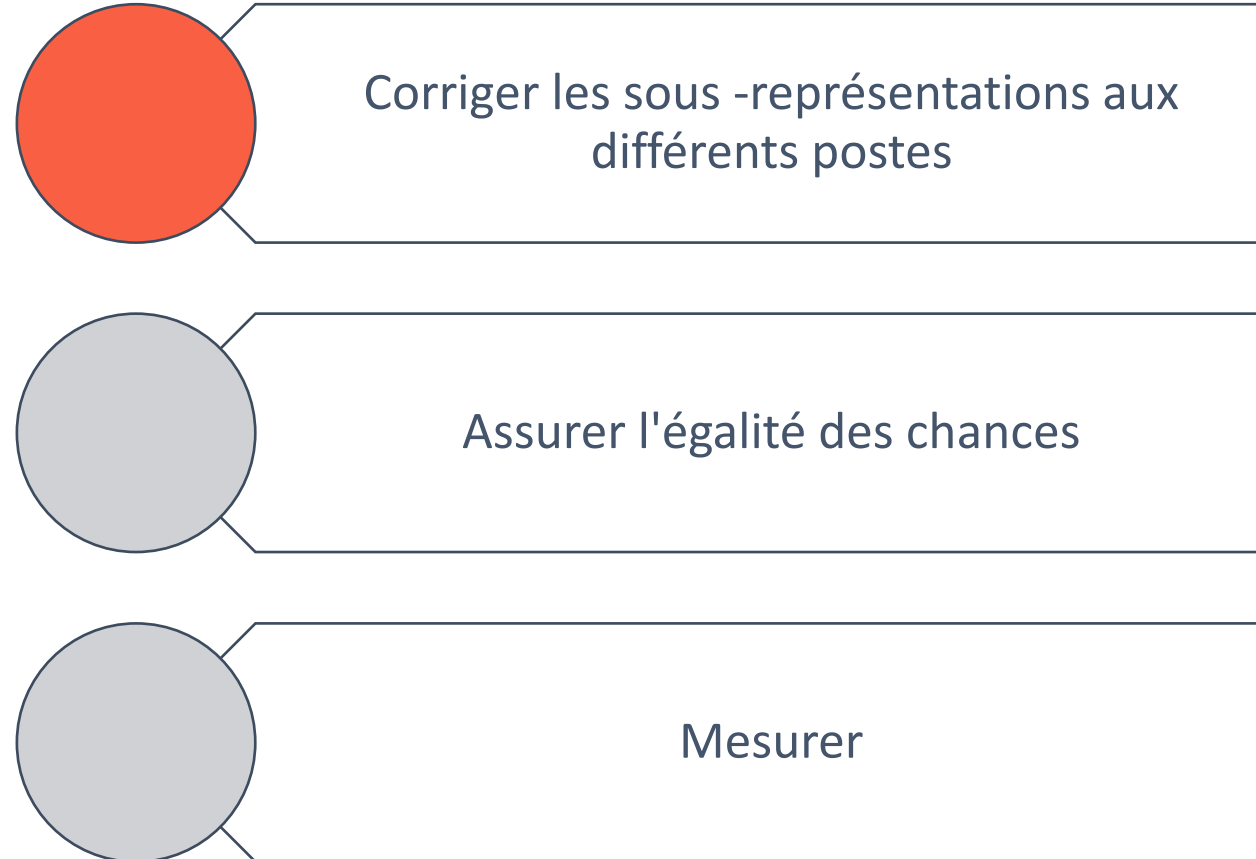 Corriger les sous -représentations aux
différents postes
Assurer l'égalité des chances
Mesurer